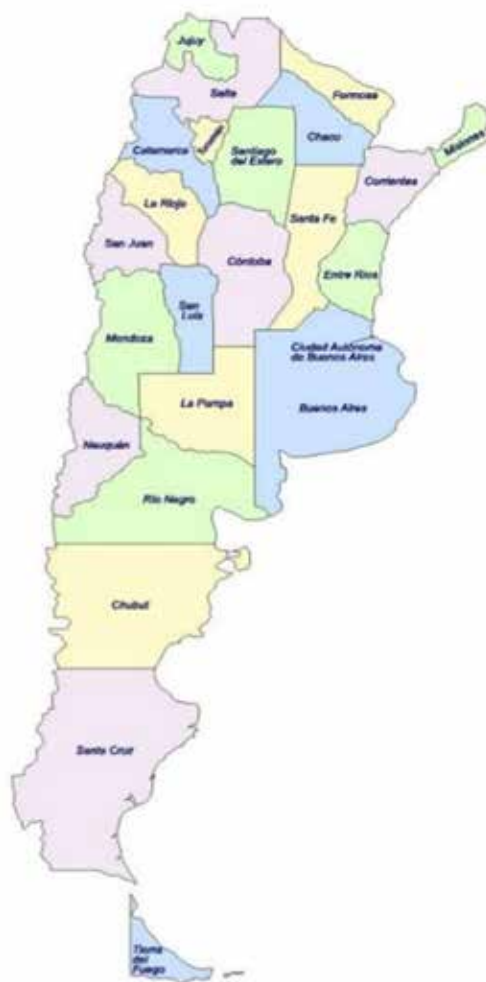 Jujuy
Salta
Formosa
Tucumán
Chaco
Misiones
Catamarca
Santiago
del Estero
Corrientes
La Rioja
Santa Fe
San Juan
Córdoba
Entre Ríos
San
Luis
Mendoza
Ciudad Autónoma
de Buenos Aires
La Pampa
Buenos Aires
Neuquén
Río Negro
Chubut
Santa Cruz
Tierra
del
Fuego